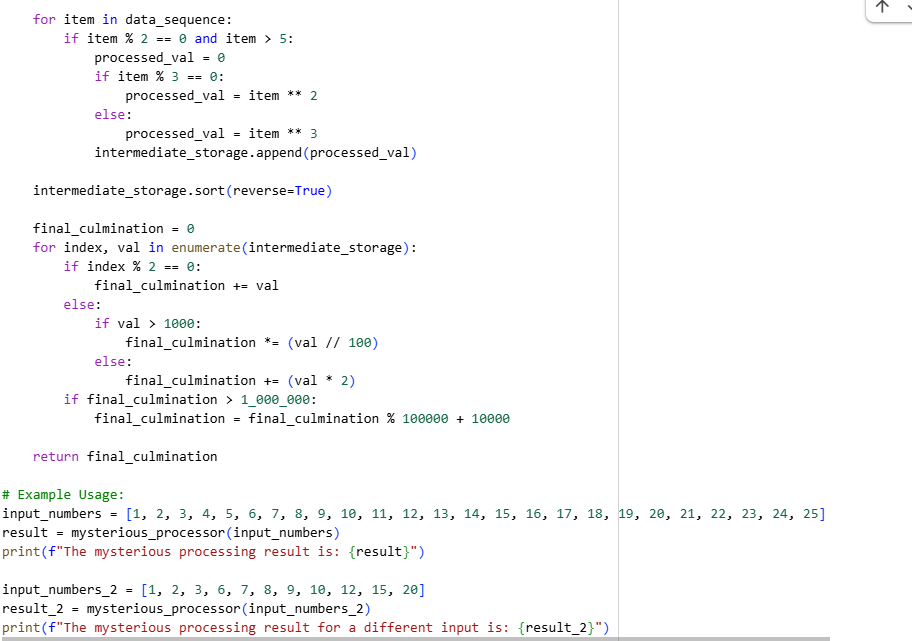 for item in data_sequence:
if item % 2 == 0 and item > 5:
processed_val = 0
if item % 3 == 0:
processed_val = item ** 2
else:
processed_val = item ** 3
intermediate_storage.append(processed_val)
intermediate_storage.sort(reverse=True)
final_culmination = 0
for index, val in enumerate(intermediate_storage):
if index % 2 == 0:
final_culmination += val
else:
if val > 1000:
final_culmination *= (val // 100)
else:
final_culmination += (val * 2)
if final_culmination > 1_000_000:
final_culmination = final_culmination % 100000 + 10000
return final_culmination
# Example Usage:
input_numbers = [1, 2, 3, 4, 5, 6, 7, 8, 9, 10, 11, 12, 13, 14, 15, 16, 17, 18, 19, 20, 21, 22, 23, 24, 25]
result = mysterious_processor(input_numbers)
print(f"The mysterious processing result is: {result}")
input_numbers_2 = [1, 2, 3, 6, 7, 8, 9, 10, 12, 15, 20]
result_2 = mysterious_processor(input_numbers_2)
print(f"The mysterious processing result for a different input is: {result_2}")